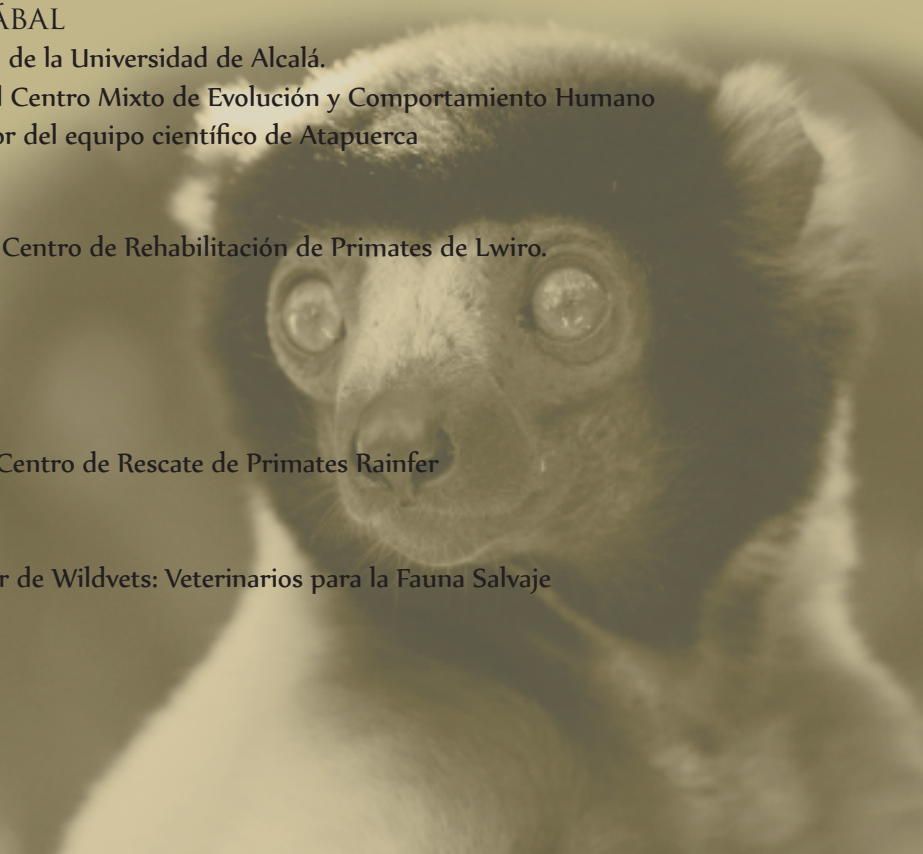 ÁBAL
de la Universidad de Alcalá.
l Centro Mixto de Evolución y Comportamiento Humano
or del equipo científico de Atapuerca
Centro de Rehabilitación de Primates de Lwiro.
Centro de Rescate de Primates Rainfer
r de Wildvets: Veterinarios para la Fauna Salvaje